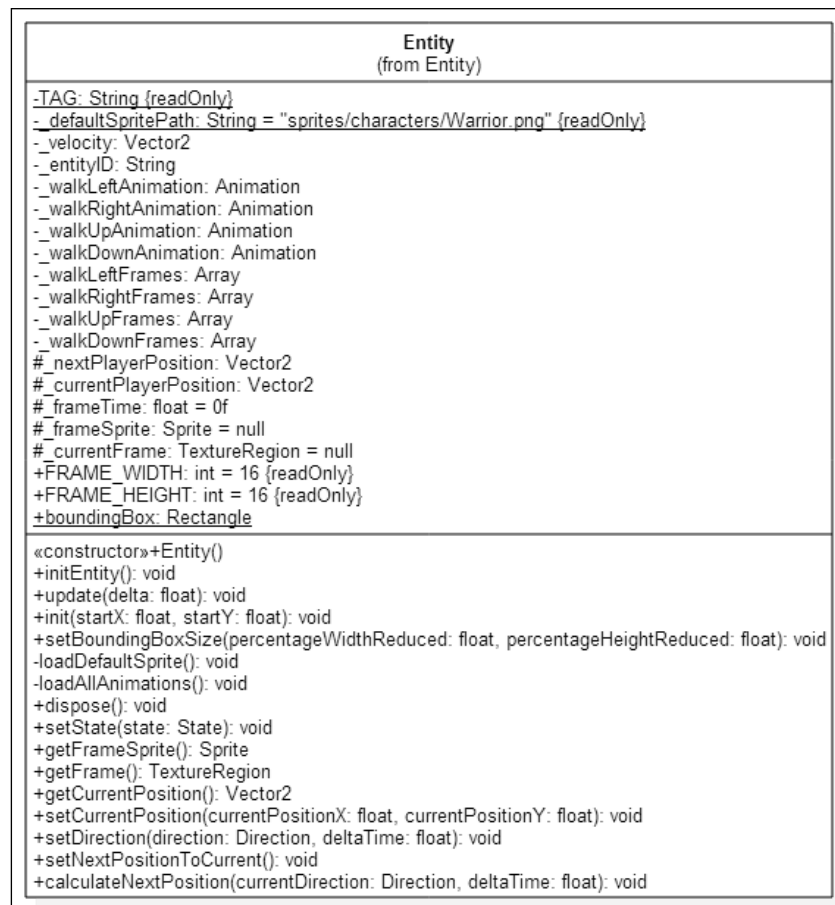 Entity
(from Entity)
-TAG: String {readOnly}
-_defaultSpritePath: String = "sprites/characters/Warrior.png" {readOnly}
-_velocity: Vector2
-_entityID: String
-_walkLeftAnimation: Animation
-_walkRightAnimation: Animation
-_walkUpAnimation: Animation
-_walkDownAnimation: Animation
-_walkLeftFrames: Array
-_walkRightFrames: Array
-_walkUpFrames: Array
-_walkDownFrames: Array
#_nextPlayerPosition: Vector2
#_currentPlayerPosition: Vector2
#_frameTime: float = 0f
#_frameSprite: Sprite = null
#_currentFrame: TextureRegion = null
+FRAME_WIDTH: int = 16 {readOnly}
+FRAME_HEIGHT: int = 16 {readOnly}
+boundingBox: Rectangle
«constructor»+Entity()
+initEntity(): void
+update(delta: float): void
+init(startX: float, startY: float): void
+setBoundingBoxSize(percentageWidthReduced: float, percentageHeightReduced: float): void
-loadDefaultSprite(): void
-loadAllAnimations(): void
+dispose(): void
+setState(state: State): void
+getFrameSprite(): Sprite
+getFrame(): TextureRegion
+getCurrentPosition(): Vector2
+setCurrentPosition(currentPositionX: float, currentPositionY: float): void
+setDirection(direction: Direction, deltaTime: float): void
+setNextPositionToCurrent(): void
+calculateNextPosition(currentDirection: Direction, deltaTime: float): void